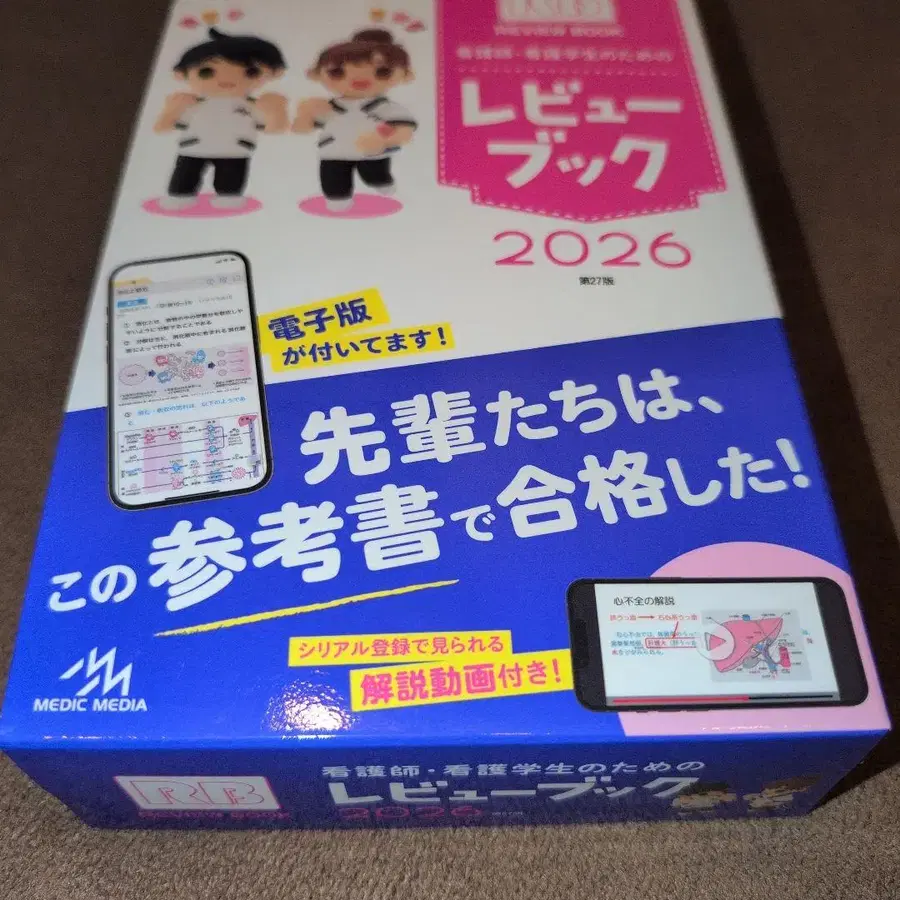 RB
REVIEW BOOK
看護師・看護学生のための
レビュー
ブック
2026
第27版
電子版
が付いてます!
先輩たちは、
この参考書で合格した!
シリアル登録で見られる
解説動画付き!
心不全の解説
MEDIC MEDIA
RB
REVIEW BOOK
看護師・看護学生のための
レビューブック
2026